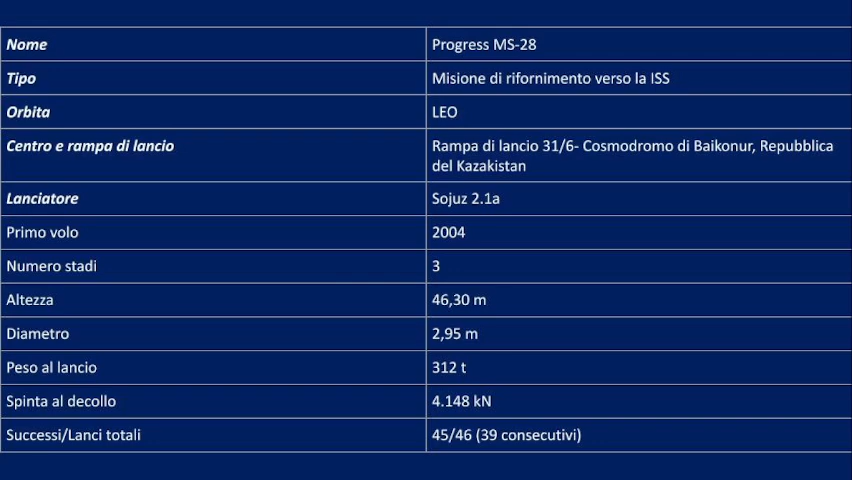 Nome Progress MS-28
Tipo Misione di rifornimento verso la ISS
Orbita LEO
Centro e rampa di lancio Rampa di lancio 31/6- Cosmodromo di Baikonur, Repubblica
del Kazakistan
Lanciatore Sojuz 2.1a
Primo volo 2004
Numero stadi 3
Altezza 46,30 m
Diametro 2,95 m
Peso al lancio 312 t
Spinta al decollo 4.148 kN
Successi/Lanci totali 45/46 (39 consecutivi)